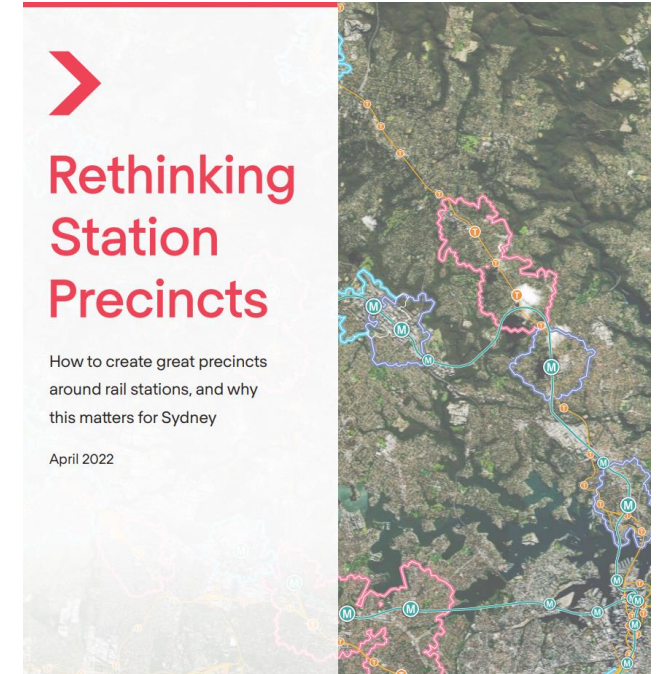 Rethinking
Station
Precincts
How to create great precincts
around rail stations, and why
this matters for Sydney
April 2022
T
T
T
T
T
T
T
M
M
M
T
M
T
M
T
T
M
T
M
M
M
M
M
M
M
M
T
T